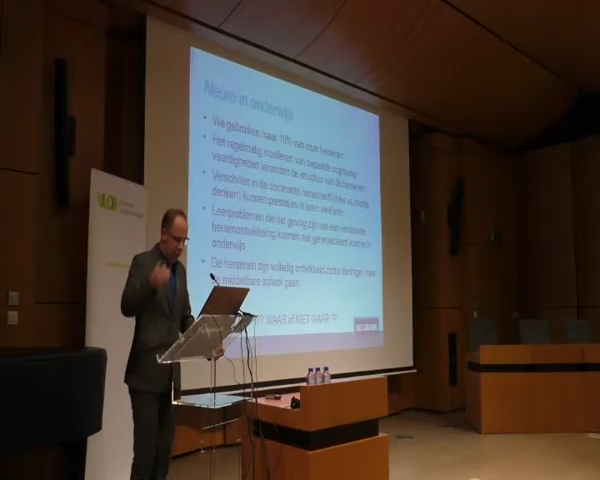 Neuro in onderwijs
• We gebruiken maar 10% van onze hersenen
• Het regelmatig inoefenen van bepaalde cognitieve
vaardigheden verandert de structuur van de hersenen
• Verschillen in de dominante hersenhelft (links vs. rechts
denken) kunnen prestaties in leren verklaren
• Leerproblemen die het gevolg zijn van een verstoorde
hersenontwikkeling kunnen niet geremedieerd worden in
onderwijs
• De hersenen zijn volledig ontwikkeld zodra leerlingen naar
de middelbare school gaan
WAAR of NIET WAAR ??
KU LEUVEN